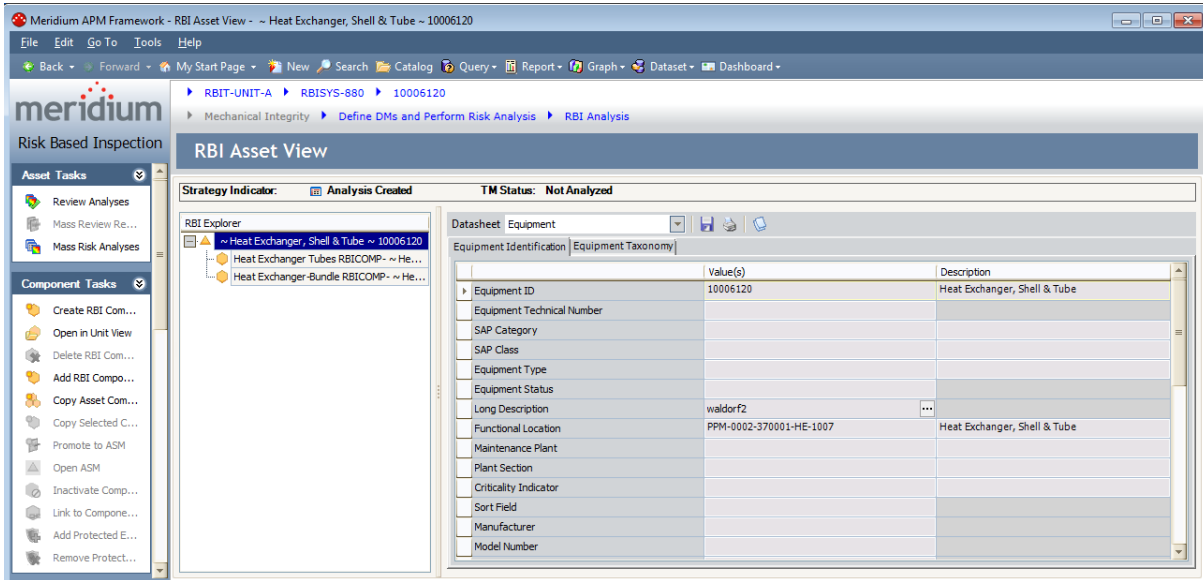 Meridium APM Framework - RBI Asset View - ~ Heat Exchanger, Shell & Tube ~ 10006120
File Edit Go To Tools Help
Back Forward My Start Page New Search Catalog Query Report Graph Dataset Dashboard
meridium
Risk Based Inspection
RBIT-UNIT-A RBISYS-880 10006120
Mechanical Integrity Define DMs and Perform Risk Analysis RBI Analysis
RBI Asset View
Asset Tasks
Review Analyses
Mass Review Re...
Mass Risk Analyses
Component Tasks
Create RBI Com...
Open in Unit View
Delete RBI Com...
Add RBI Compo...
Copy Asset Com...
Copy Selected C...
Promote to ASM
Open ASM
Inactivate Comp...
Link to Compone...
Add Protected E...
Remove Protect...
Strategy Indicator: Analysis Created TM Status: Not Analyzed
RBI Explorer
~ Heat Exchanger, Shell & Tube ~ 10006120
Heat Exchanger Tubes RBICOMP- ~ He...
Heat Exchanger-Bundle RBICOMP- ~ He...
Datasheet Equipment
Equipment Identification Equipment Taxonomy
Value(s) Description
Equipment ID 10006120 Heat Exchanger, Shell & Tube
Equipment Technical Number
SAP Category
SAP Class
Equipment Type
Equipment Status
Long Description waldorf2 ...
Functional Location PPM-0002-370001-HE-1007 Heat Exchanger, Shell & Tube
Maintenance Plant
Plant Section
Criticality Indicator
Sort Field
Manufacturer
Model Number